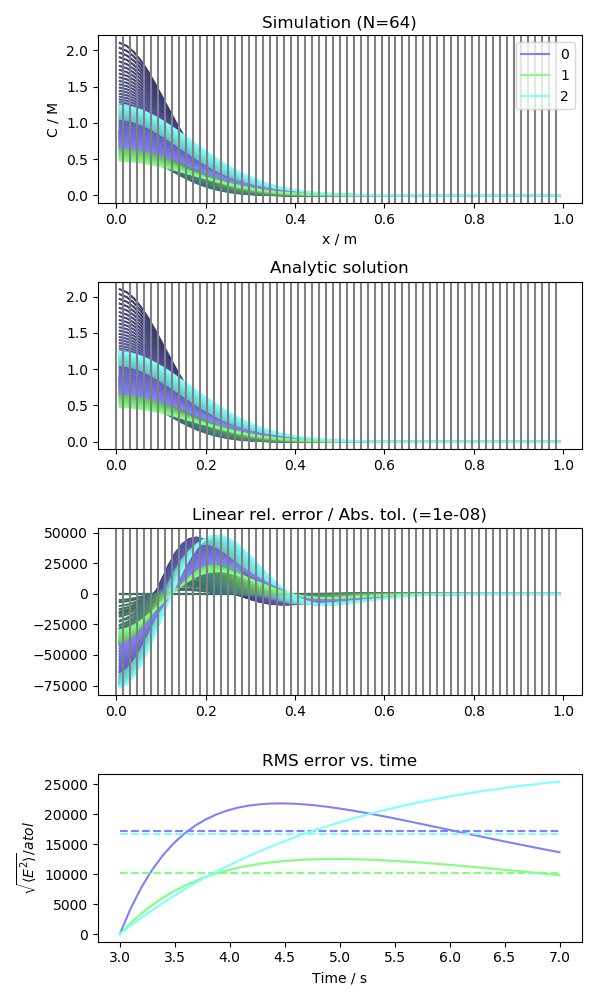 Simulation (N=64)
2.0
1.5
1.0
0.5
0.0
C / M
0
1
2
0.0 0.2 0.4 0.6 0.8 1.0
x / m
Analytic solution
2.0
1.5
1.0
0.5
0.0
0.0 0.2 0.4 0.6 0.8 1.0
Linear rel. error / Abs. tol. (=1e-08)
50000
25000
0
−25000
−50000
−75000
0.0 0.2 0.4 0.6 0.8 1.0
RMS error vs. time
25000
20000
15000
10000
5000
0
√⟨E²⟩/atol
3.0 3.5 4.0 4.5 5.0 5.5 6.0 6.5 7.0
Time / s